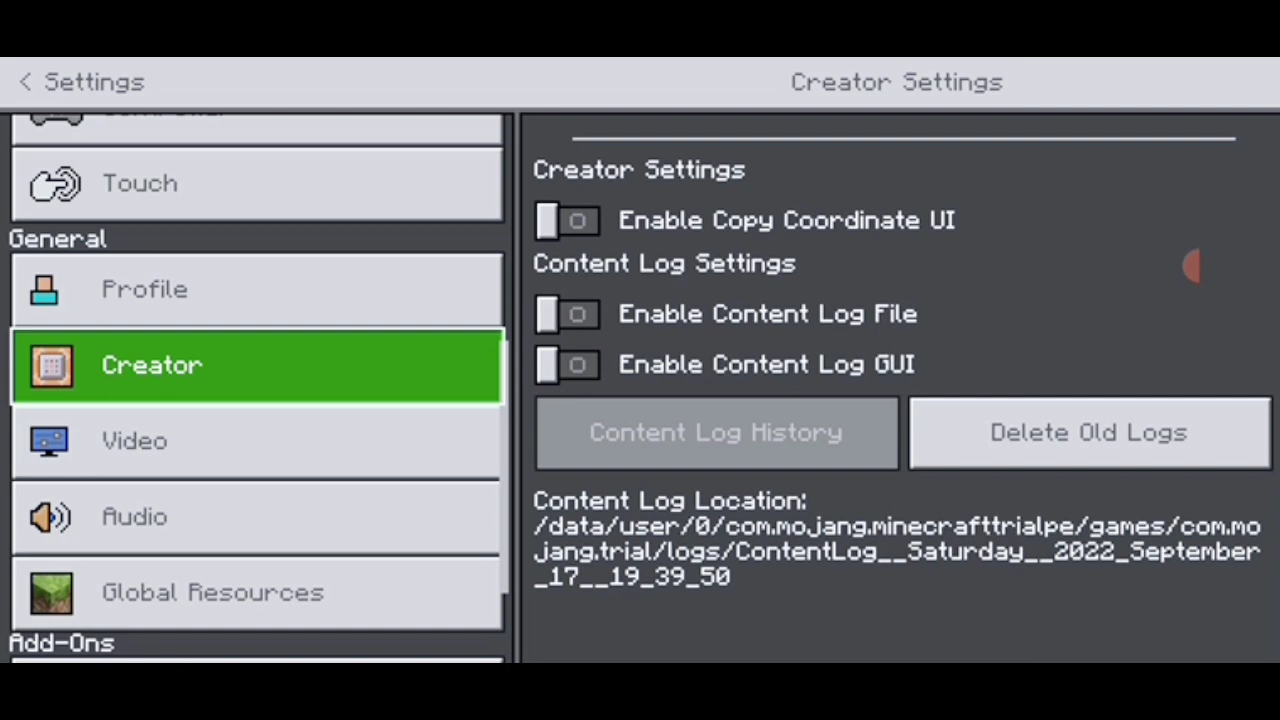 Settings
Creator Settings
Touch
General
Profile
Creator
Video
Audio
Global Resources
Add-Ons
Creator Settings
Enable Copy Coordinate UI
Content Log Settings
Enable Content Log File
Enable Content Log GUI
Content Log History
Delete Old Logs
Content Log Location:
/data/user/0/com.mojang.minecrafttrialpe/games/com.mo
jang.trial/logs/ContentLog__Saturday__2022_September
_17__19_39_50